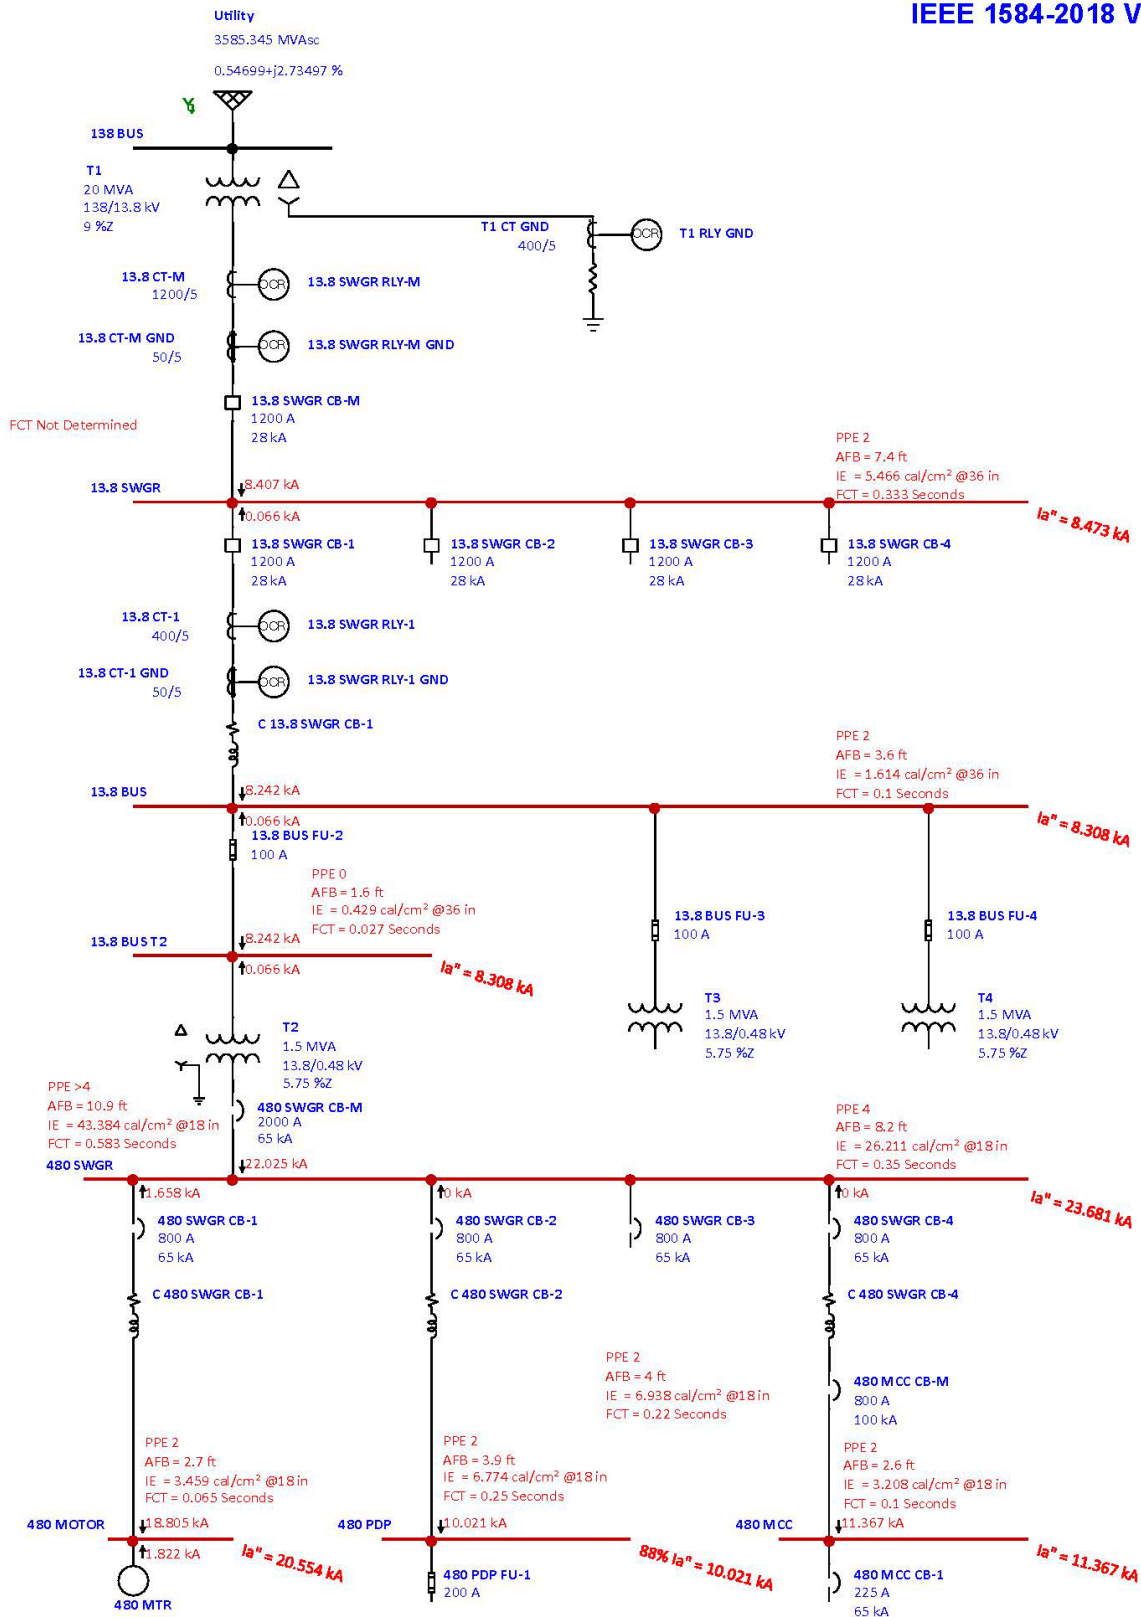 IEEE 1584-2018 V
Utility
3585.345 MVAsc
0.54699+j2.73497 %
138 BUS
T1
20 MVA
138/13.8 kV
9 %Z
T1 CT GND
400/5
OCR
T1 RLY GND
13.8 CT-M
1200/5
OCR
13.8 SWGR RLY-M
13.8 CT-M GND
50/5
OCR
13.8 SWGR RLY-M GND
13.8 SWGR CB-M
1200 A
28 kA
FCT Not Determined
PPE 2
AFB = 7.4 ft
IE = 5.466 cal/cm² @36 in
FCT = 0.333 Seconds
13.8 SWGR
8.407 kA
0.066 kA
Ia" = 8.473 kA
13.8 SWGR CB-1
1200 A
28 kA
13.8 SWGR CB-2
1200 A
28 kA
13.8 SWGR CB-3
1200 A
28 kA
13.8 SWGR CB-4
1200 A
28 kA
13.8 CT-1
400/5
OCR
13.8 SWGR RLY-1
13.8 CT-1 GND
50/5
OCR
13.8 SWGR RLY-1 GND
C 13.8 SWGR CB-1
PPE 2
AFB = 3.6 ft
IE = 1.614 cal/cm² @36 in
FCT = 0.1 Seconds
13.8 BUS
8.242 kA
0.066 kA
Ia" = 8.308 kA
13.8 BUS FU-2
100 A
PPE 0
AFB = 1.6 ft
IE = 0.429 cal/cm² @36 in
FCT = 0.027 Seconds
13.8 BUS FU-3
100 A
13.8 BUS FU-4
100 A
13.8 BUS T2
8.242 kA
0.066 kA
Ia" = 8.308 kA
T3
1.5 MVA
13.8/0.48 kV
5.75 %Z
T4
1.5 MVA
13.8/0.48 kV
5.75 %Z
T2
1.5 MVA
13.8/0.48 kV
5.75 %Z
PPE >4
AFB = 10.9 ft
IE = 43.384 cal/cm² @18 in
FCT = 0.583 Seconds
480 SWGR CB-M
2000 A
65 kA
PPE 4
AFB = 8.2 ft
IE = 26.211 cal/cm² @18 in
FCT = 0.35 Seconds
480 SWGR
22.025 kA
1.658 kA
0 kA
0 kA
Ia" = 23.681 kA
480 SWGR CB-1
800 A
65 kA
480 SWGR CB-2
800 A
65 kA
480 SWGR CB-3
800 A
65 kA
480 SWGR CB-4
800 A
65 kA
C 480 SWGR CB-1
C 480 SWGR CB-2
C 480 SWGR CB-4
PPE 2
AFB = 4 ft
IE = 6.938 cal/cm² @18 in
FCT = 0.22 Seconds
480 MCC CB-M
800 A
100 kA
PPE 2
AFB = 2.7 ft
IE = 3.459 cal/cm² @18 in
FCT = 0.065 Seconds
PPE 2
AFB = 3.9 ft
IE = 6.774 cal/cm² @18 in
FCT = 0.25 Seconds
PPE 2
AFB = 2.6 ft
IE = 3.208 cal/cm² @18 in
FCT = 0.1 Seconds
480 MOTOR
18.805 kA
1.822 kA
Ia" = 20.554 kA
480 PDP
10.021 kA
88% Ia" = 10.021 kA
480 MCC
11.367 kA
Ia" = 11.367 kA
480 MTR
480 PDP FU-1
200 A
480 MCC CB-1
225 A
65 kA